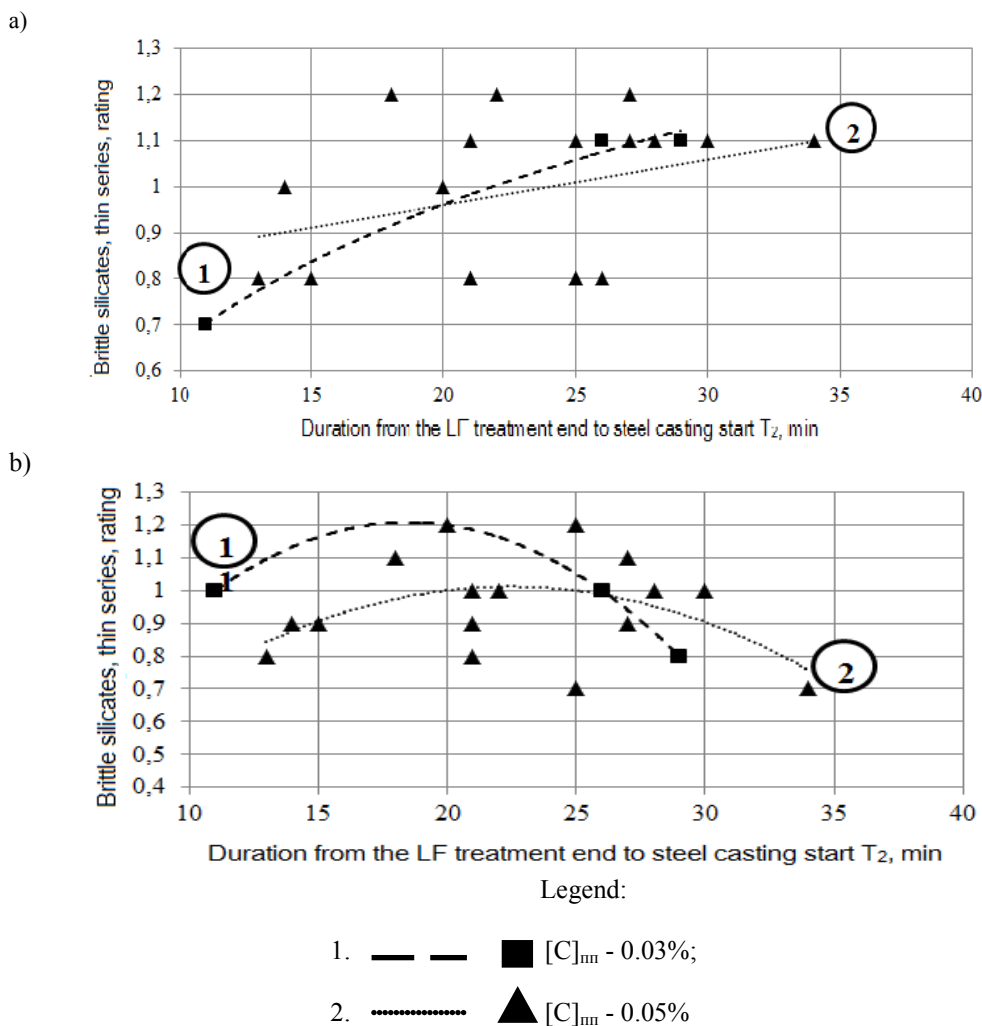 a)
Brittle silicates, thin series, rating
1,3
1,2
1,1
1
0,9
0,8
0,7
0,6
1
2
10 15 20 25 30 35 40
Duration from the LF treatment end to steel casting start T₂, min
b)
Brittle silicates, thin series, rating
1,3
1,2
1,1
1
0,9
0,8
0,7
0,6
0,5
0,4
1
1
2
10 15 20 25 30 35 40
Duration from the LF treatment end to steel casting start T₂, min
Legend:
1. [C]пп - 0.03%;
2. [C]пп - 0.05%